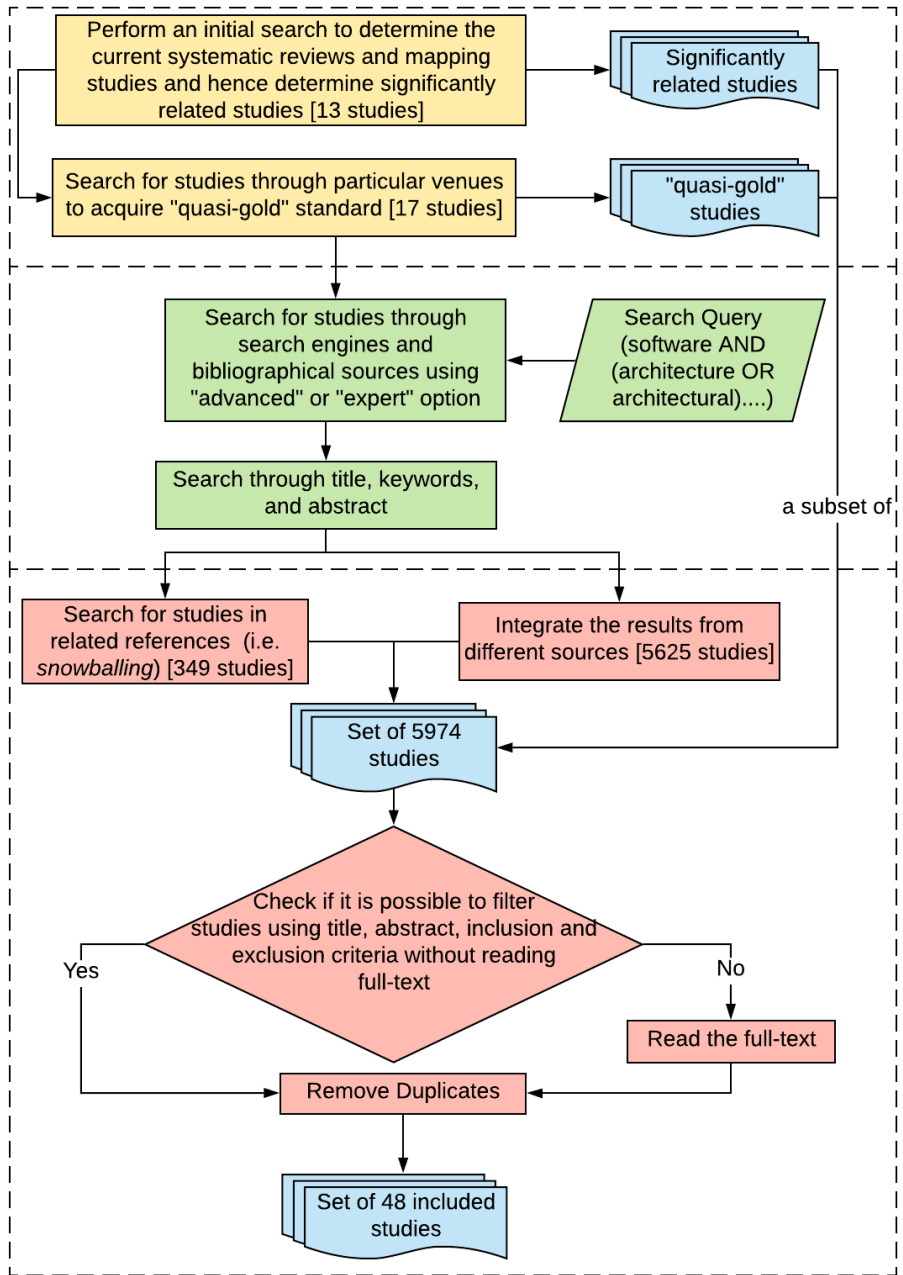 Perform an initial search to determine the
current systematic reviews and mapping
studies and hence determine significantly
related studies [13 studies]
Significantly
related studies
Search for studies through particular venues
to acquire "quasi-gold" standard [17 studies]
"quasi-gold"
studies
Search for studies through
search engines and
bibliographical sources using
"advanced" or "expert" option
Search Query
(software AND
(architecture OR
architectural)....)
Search through title, keywords,
and abstract
a subset of
Search for studies in
related references (i.e.
snowballing) [349 studies]
Integrate the results from
different sources [5625 studies]
Set of 5974
studies
Check if it is possible to filter
studies using title, abstract, inclusion and
exclusion criteria without reading
full-text
Yes
No
Read the full-text
Remove Duplicates
Set of 48 included
studies